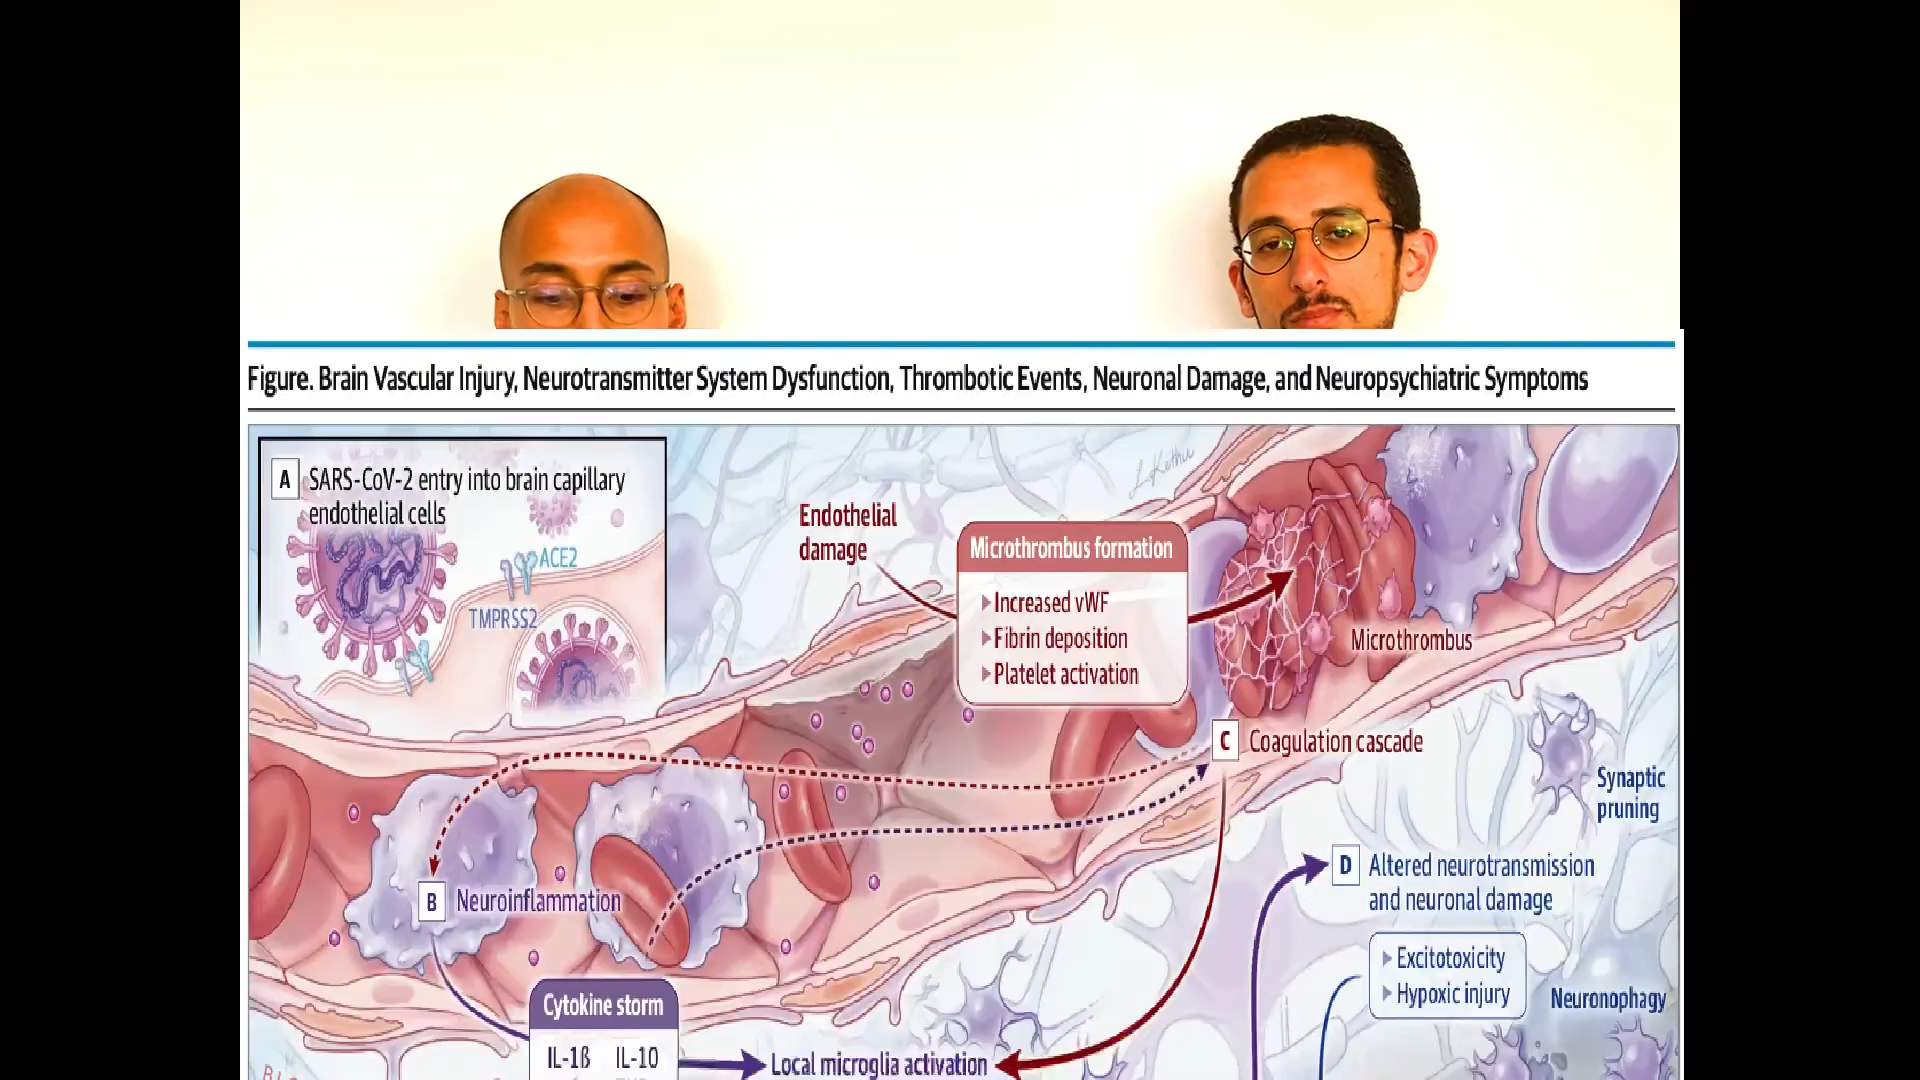 Figure. Brain Vascular Injury, Neurotransmitter System Dysfunction, Thrombotic Events, Neuronal Damage, and Neuropsychiatric Symptoms
A SARS-CoV-2 entry into brain capillary
endothelial cells
ACE2
TMPRSS2
Endothelial
damage
Microthrombus formation
Increased vWF
Fibrin deposition
Platelet activation
L Kethu
Microthrombus
C Coagulation cascade
Synaptic
pruning
B Neuroinflammation
D Altered neurotransmission
and neuronal damage
Excitotoxicity
Hypoxic injury
Neuronophagy
Cytokine storm
IL-1ß IL-10
Local microglia activation